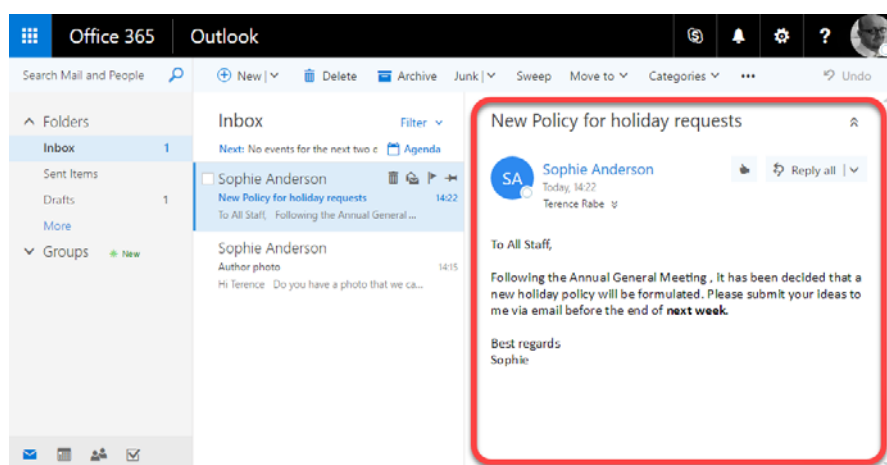 Office 365 Outlook ?
Search Mail and People New Delete Archive Junk Sweep Move to Categories ... Undo
Folders
Inbox 1
Sent Items
Drafts 1
More
Groups New
Inbox Filter
Next: No events for the next two c Agenda
Sophie Anderson
New Policy for holiday requests 14:22
To All Staff, Following the Annual General ...
Sophie Anderson
Author photo 14:15
Hi Terence Do you have a photo that we ca...
New Policy for holiday requests
SA Sophie Anderson Reply all
Today, 14:22
Terence Rabe
To All Staff,
Following the Annual General Meeting , it has been decided that a
new holiday policy will be formulated. Please submit your ideas to
me via email before the end of next week.
Best regards
Sophie